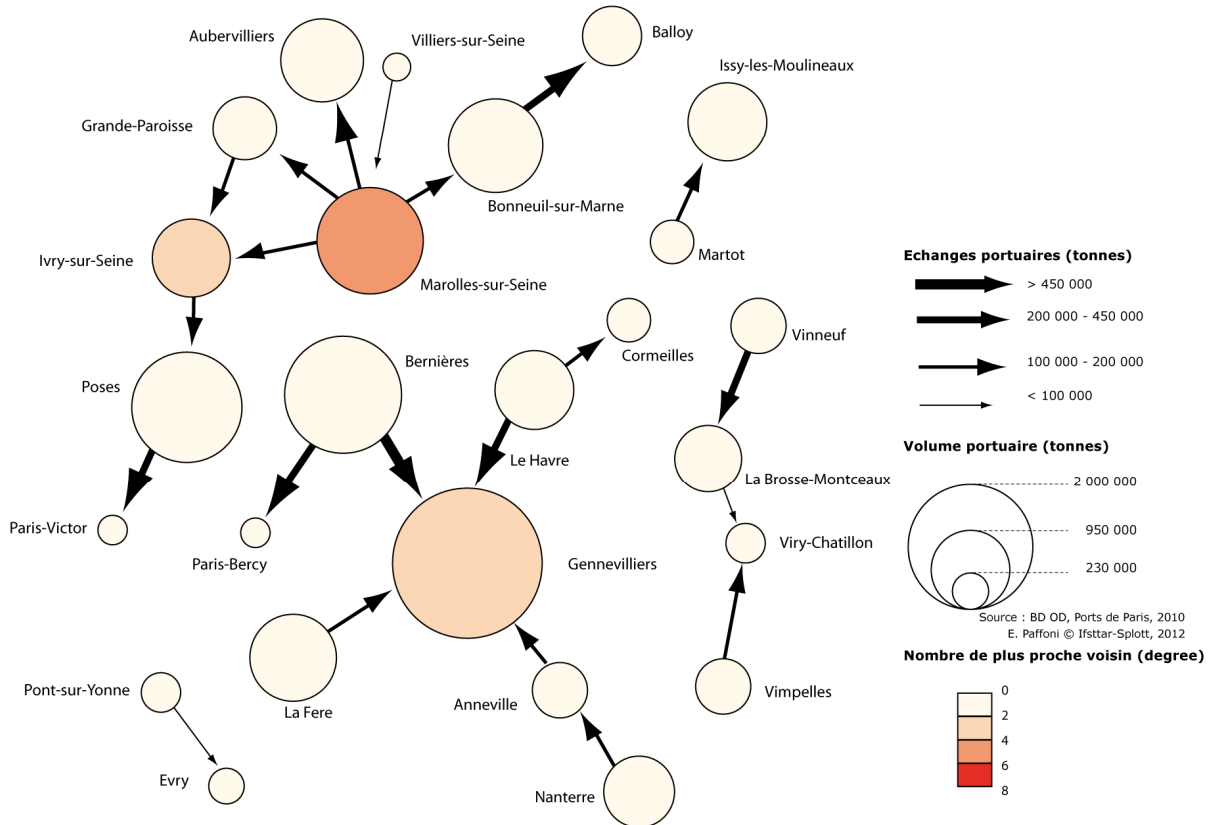 Aubervilliers
Villiers-sur-Seine
Balloy
Issy-les-Moulineaux
Grande-Paroisse
Bonneuil-sur-Marne
Ivry-sur-Seine
Martot
Marolles-sur-Seine
Cormeilles
Vinneuf
Bernières
Poses
Le Havre
La Brosse-Montceaux
Paris-Victor
Paris-Bercy
Gennevilliers
Viry-Chatillon
Pont-sur-Yonne
La Fere
Anneville
Vimpelles
Evry
Nanterre
Echanges portuaires (tonnes)
> 450 000
200 000 - 450 000
100 000 - 200 000
< 100 000
Volume portuaire (tonnes)
2 000 000
950 000
230 000
Source : BD OD, Ports de Paris, 2010
E. Paffoni © Ifsttar-Splott, 2012
Nombre de plus proche voisin (degree)
0
2
4
6
8